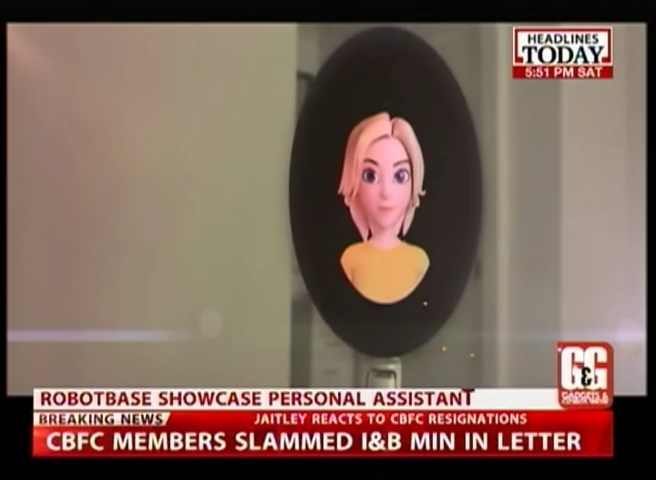 HEADLINES
TODAY
5:51 PM SAT
G&G
ROBOTBASE SHOWCASE PERSONAL ASSISTANT
BREAKING NEWS
JAITLEY REACTS TO CBFC RESIGNATIONS
CBFC MEMBERS SLAMMED I&B MIN IN LETTER